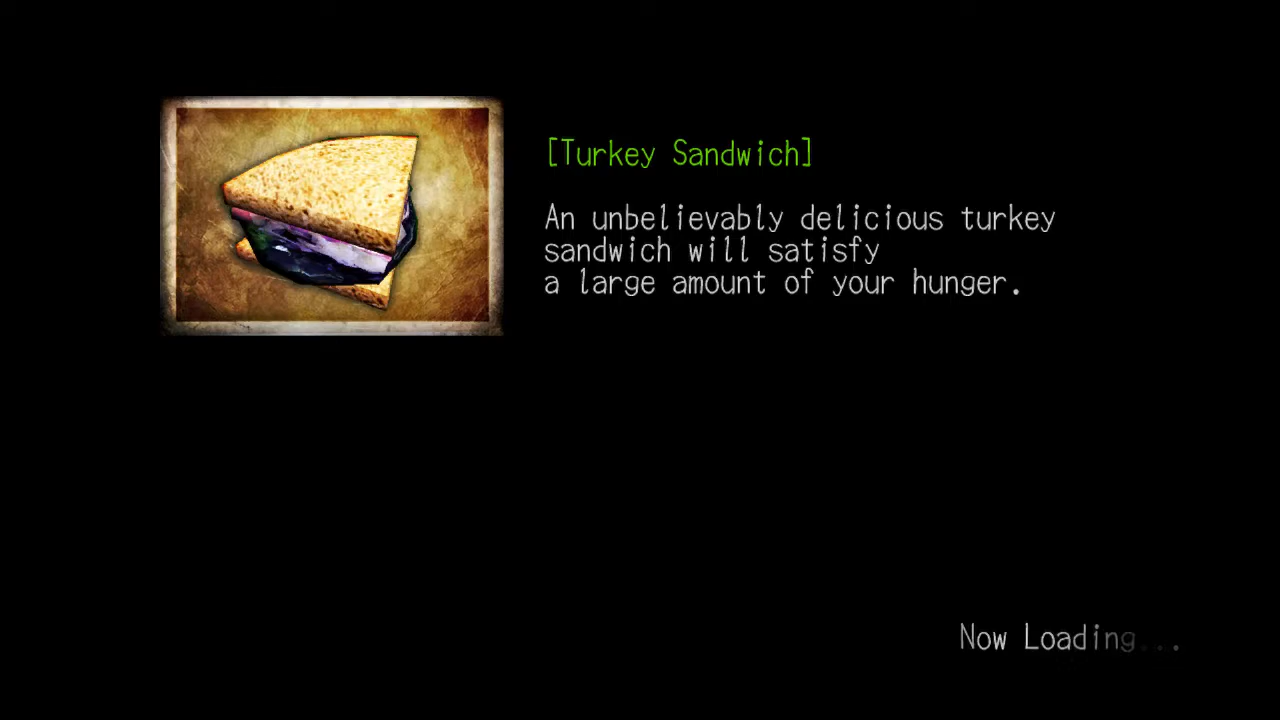 [Turkey Sandwich]
An unbelievably delicious turkey
sandwich will satisfy
a large amount of your hunger.
Now Loading...